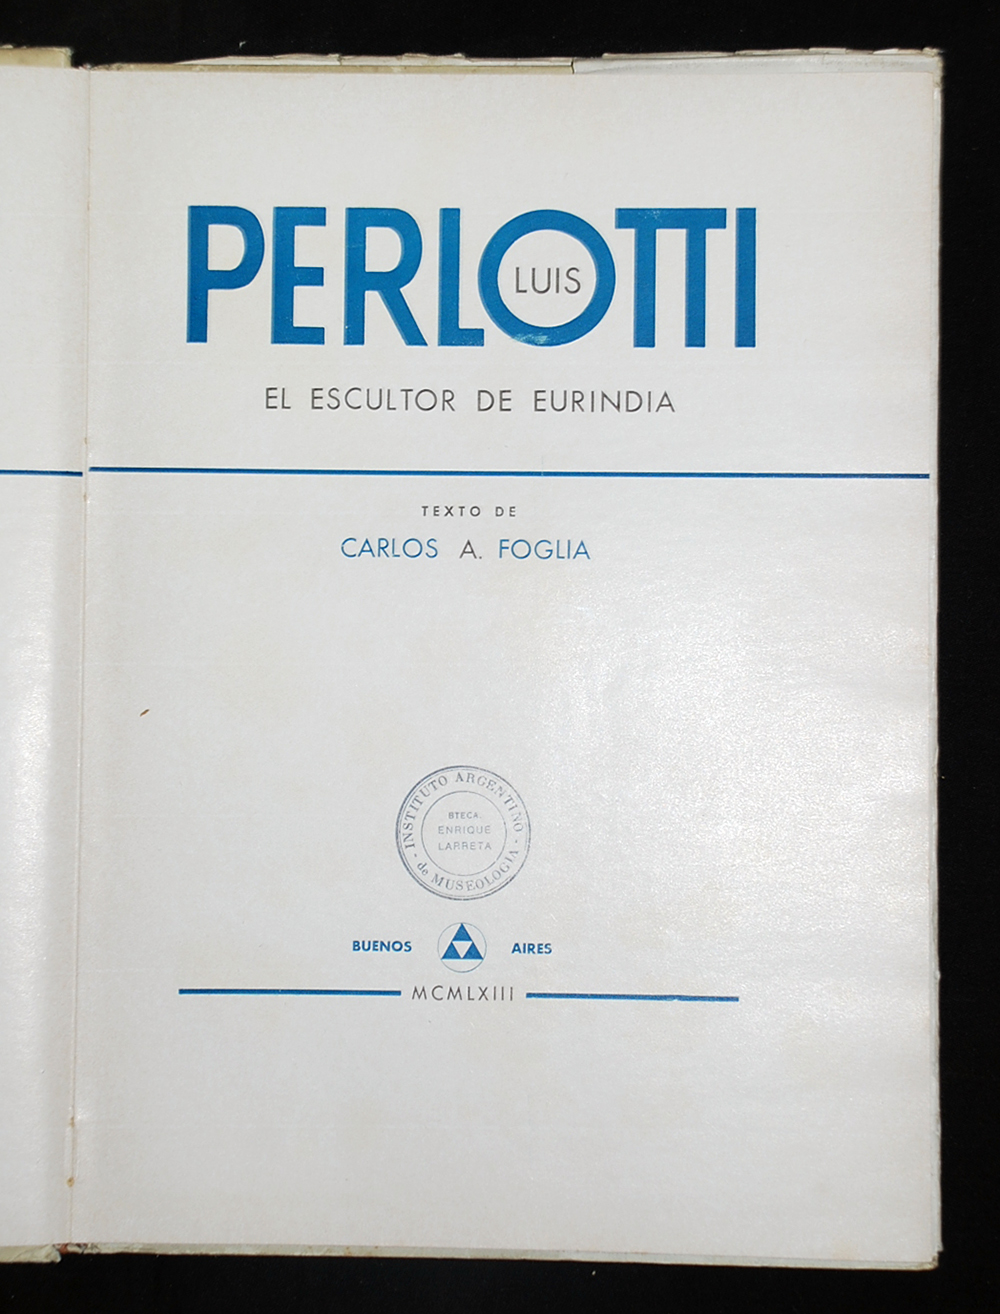 PERLOTTI
LUIS
EL ESCULTOR DE EURINDIA
TEXTO DE
CARLOS A. FOGLIA
INSTITUTO ARGENTINO
BTECA.
ENRIQUE
LARRETA
- de MUSEOLOGIA -
BUENOS AIRES
MCMLXIII